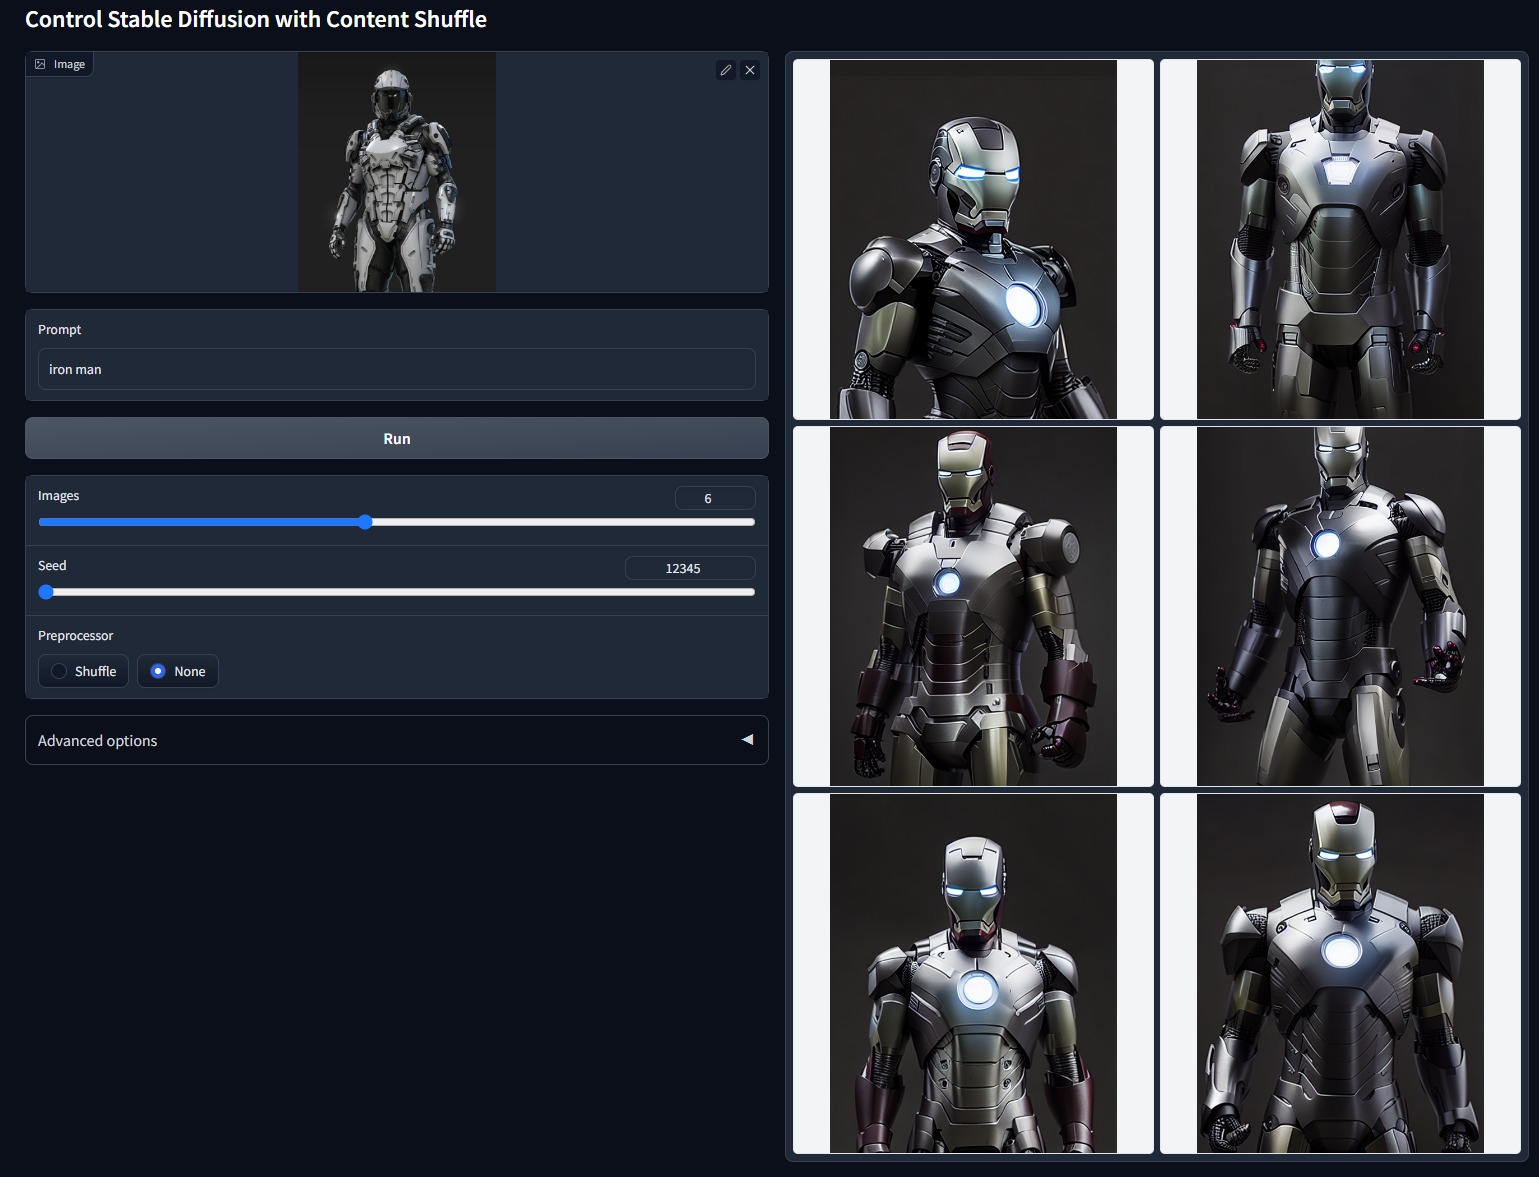 Control Stable Diffusion with Content Shuffle
Image
Prompt
iron man
Run
Images
6
Seed
12345
Preprocessor
Shuffle
None
Advanced options